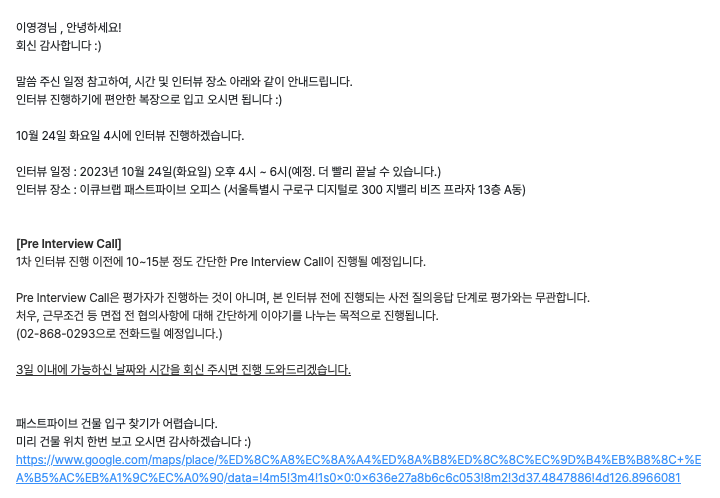 이영경님 , 안녕하세요!
회신 감사합니다 :)
말씀 주신 일정 참고하여, 시간 및 인터뷰 장소 아래와 같이 안내드립니다.
인터뷰 진행하기에 편안한 복장으로 입고 오시면 됩니다 :)
10월 24일 화요일 4시에 인터뷰 진행하겠습니다.
인터뷰 일정 : 2023년 10월 24일(화요일) 오후 4시 ~ 6시(예정. 더 빨리 끝날 수 있습니다.)
인터뷰 장소 : 이큐브랩 패스트파이브 오피스 (서울특별시 구로구 디지털로 300 지밸리 비즈 프라자 13층 A동)
[Pre Interview Call]
1차 인터뷰 진행 이전에 10~15분 정도 간단한 Pre Interview Call이 진행될 예정입니다.
Pre Interview Call은 평가자가 진행하는 것이 아니며, 본 인터뷰 전에 진행되는 사전 질의응답 단계로 평가와는 무관합니다.
처우, 근무조건 등 면접 전 협의사항에 대해 간단하게 이야기를 나누는 목적으로 진행됩니다.
(02-868-0293으로 전화드릴 예정입니다.)
3일 이내에 가능하신 날짜와 시간을 회신 주시면 진행 도와드리겠습니다.
패스트파이브 건물 입구 찾기가 어렵습니다.
미리 건물 위치 한번 보고 오시면 감사하겠습니다 :)
https://www.google.com/maps/place/%ED%8C%A8%EC%8A%A4%ED%8A%B8%ED%8C%8C%EC%9D%B4%EB%B8%8C+%E
A%B5%AC%EB%A1%9C%EC%A0%90/data=!4m5!3m4!1s0x0:0x636e27a8b6c6c053!8m2!3d37.4847886!4d126.8966081